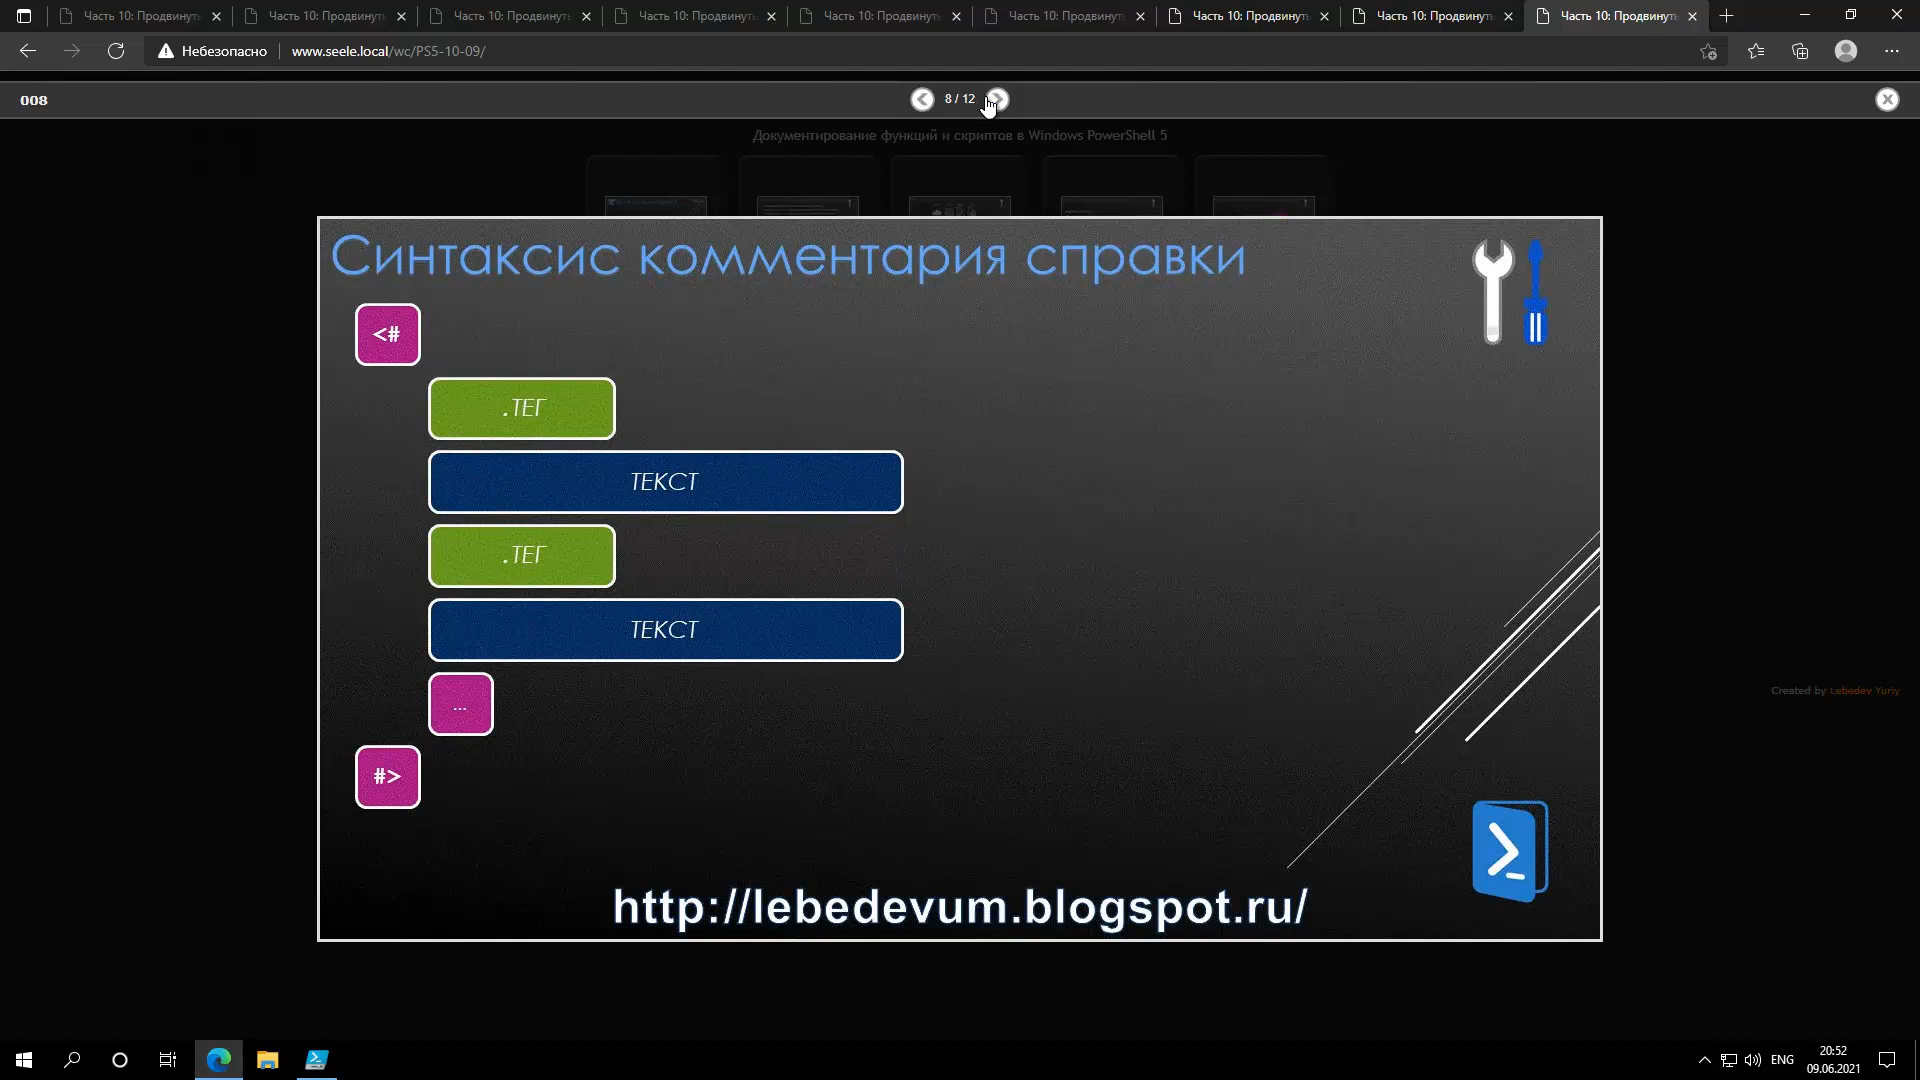 Часть 10: Продвинуть
Часть 10: Продвинуть
Часть 10: Продвинуть
Часть 10: Продвинуть
Часть 10: Продвинуть
Часть 10: Продвинуть
Часть 10: Продвинуть
Часть 10: Продвинуть
Часть 10: Продвинуть
Небезопасно
www.seele.local/wc/PS5-10-09/
008
8 / 12
Документирование функций и скриптов в Windows PowerShell 5
Синтаксис комментария справки
<#
.ТЕГ
ТЕКСТ
.ТЕГ
ТЕКСТ
...
#>
Created by Lebedev Yuriy
http://lebedevum.blogspot.ru/
ENG
20:52
09.06.2021